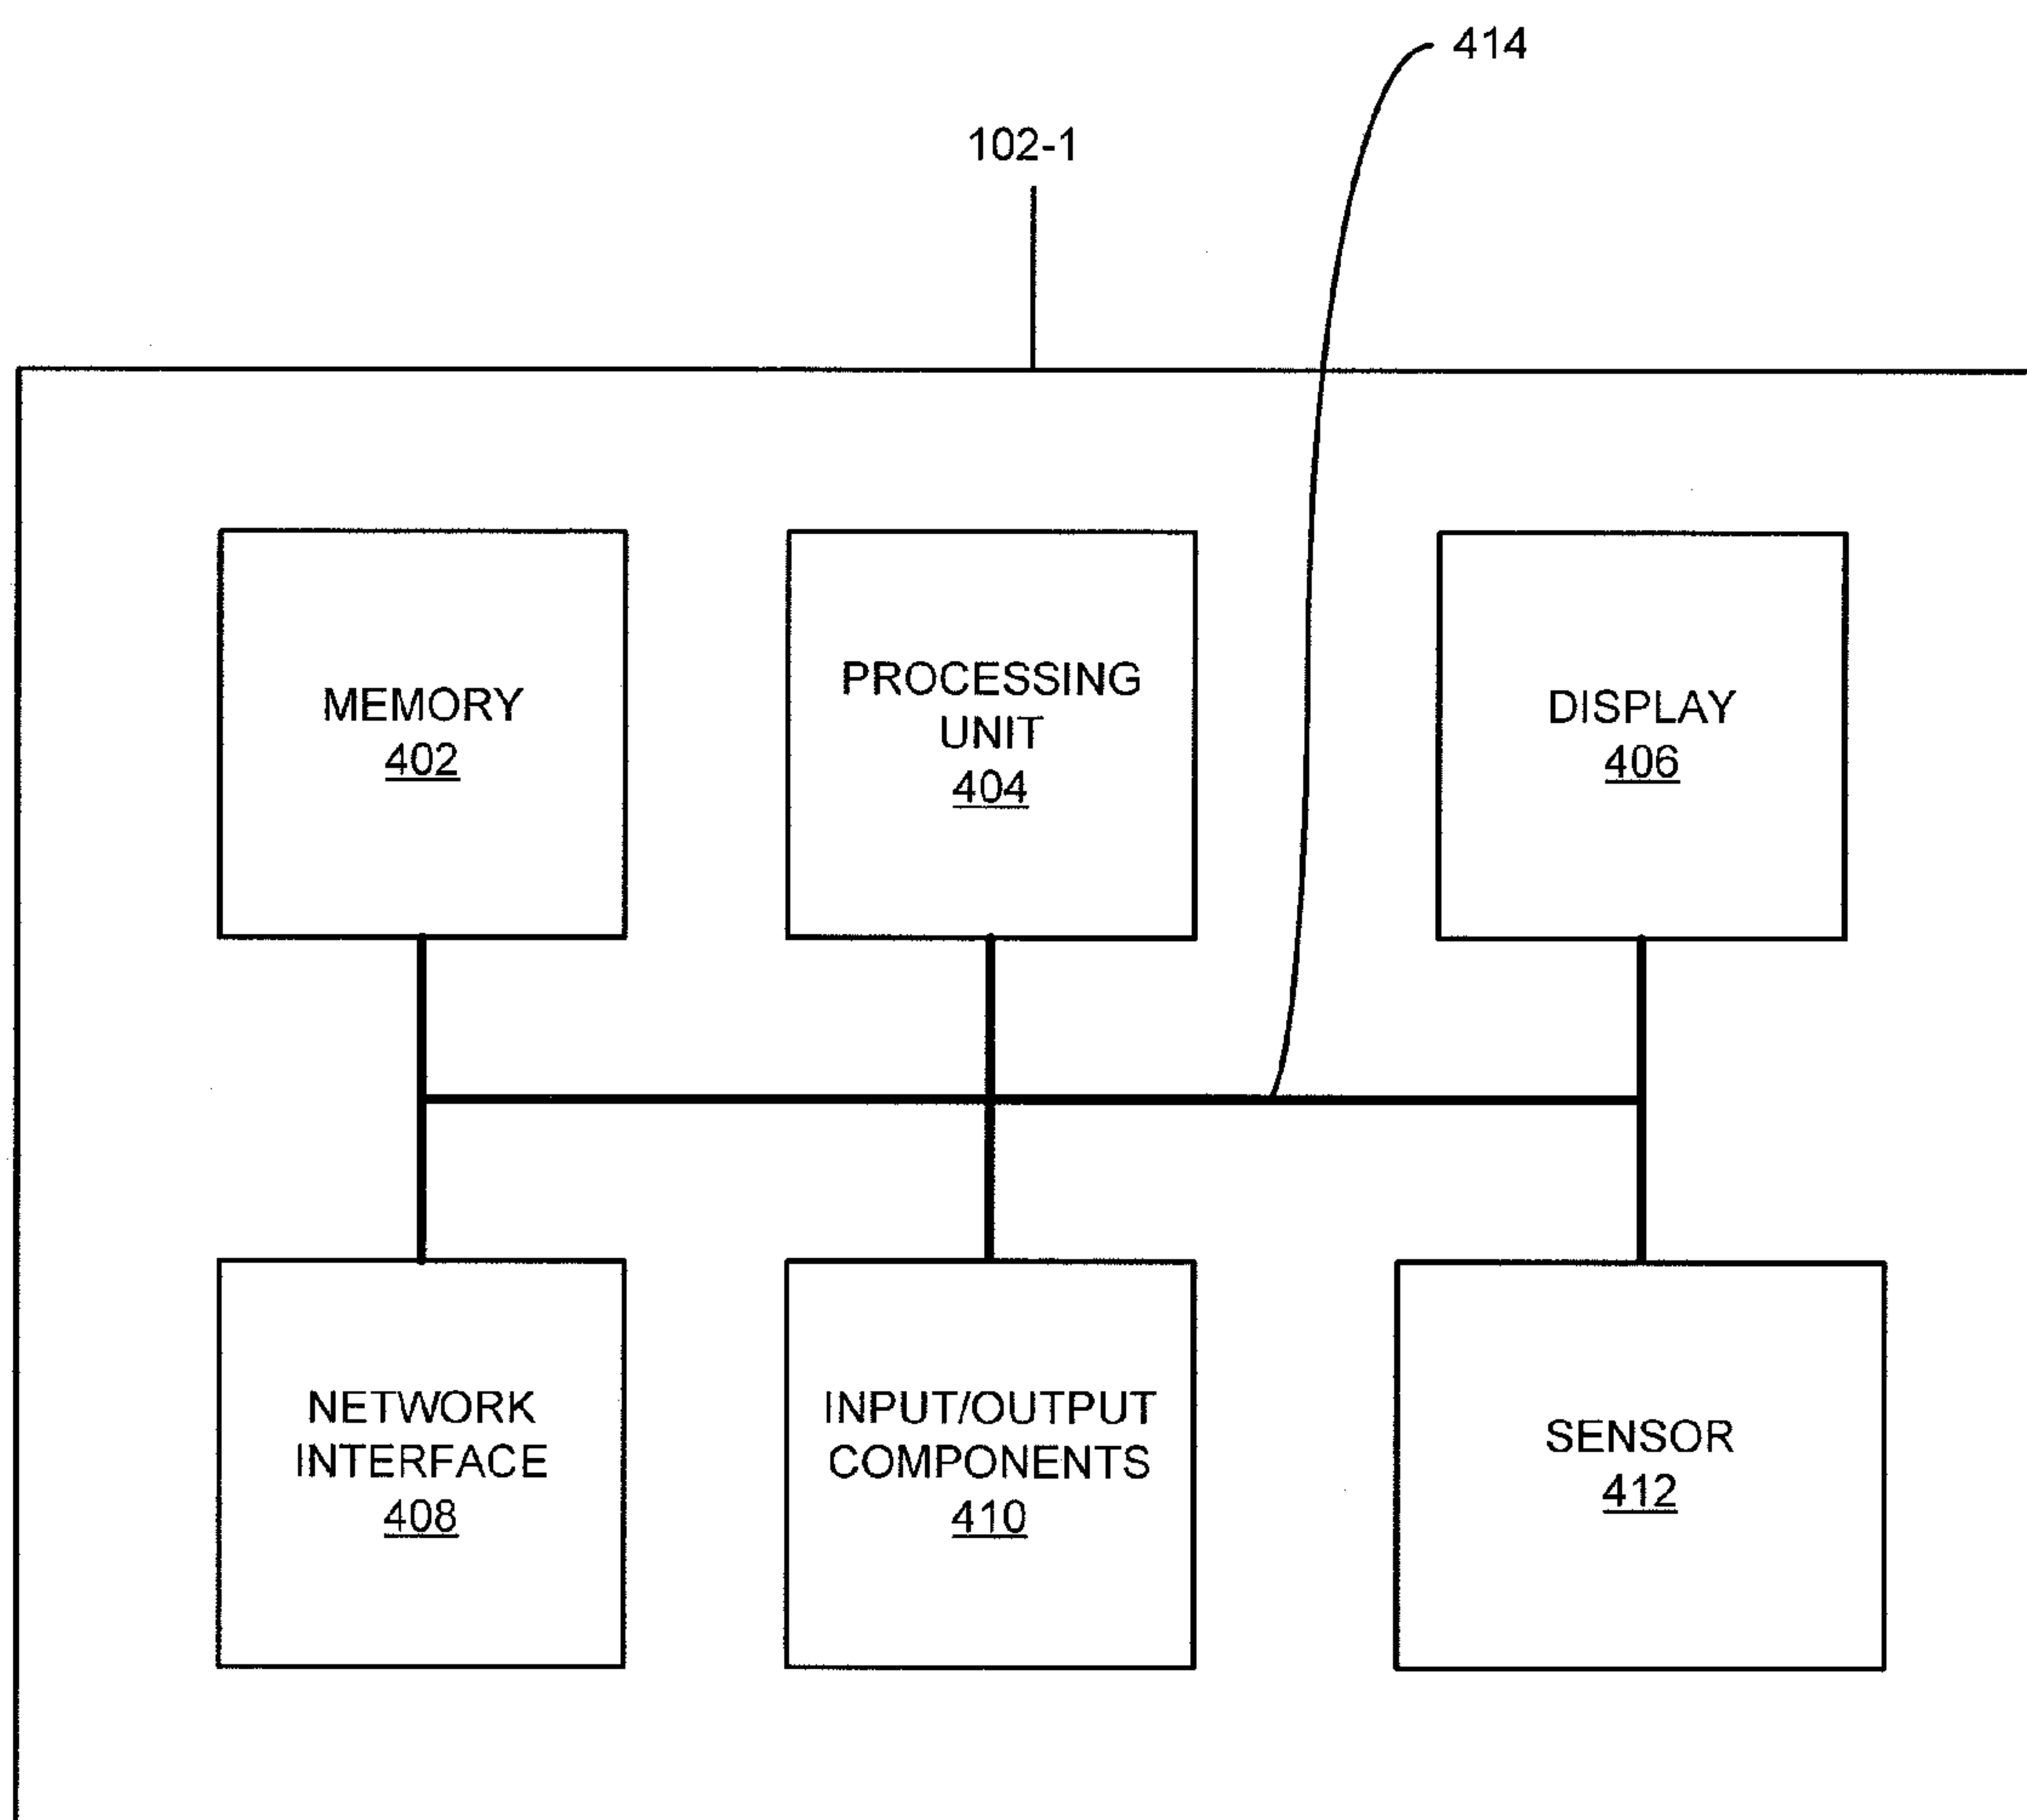 414
102-1
MEMORY
402
PROCESSING
UNIT
404
DISPLAY
406
NETWORK
INTERFACE
408
INPUT/OUTPUT
COMPONENTS
410
SENSOR
412